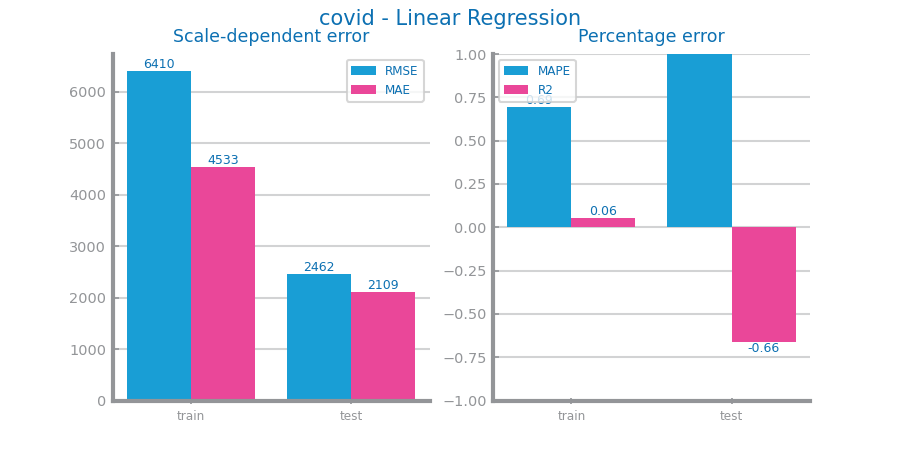 covid - Linear Regression
Scale-dependent error
6410
4533
2462
2109
RMSE
MAE
6000
5000
4000
3000
2000
1000
0
train
test
Percentage error
MAPE
R2
0.69
0.06
-0.66
1.00
0.75
0.50
0.25
0.00
−0.25
−0.50
−0.75
−1.00
train
test